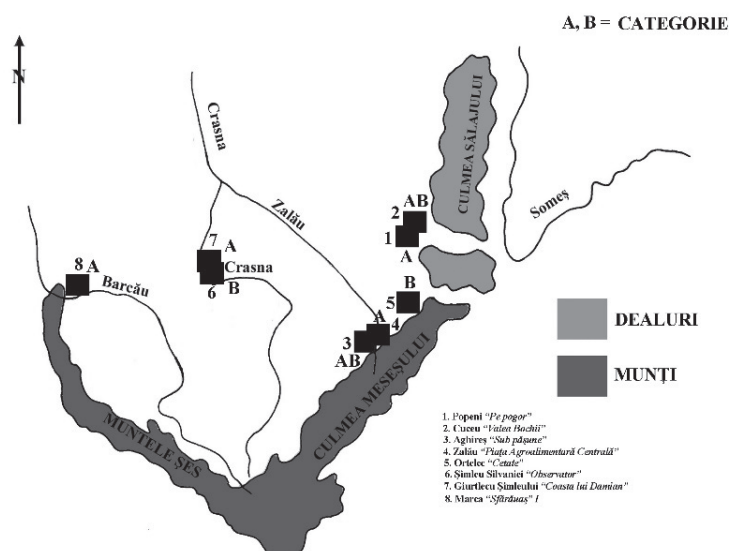 A, B = CATEGORIE
N
Crasna
Zalău
CULMEA SĂLAJULUI
Someș
2 AB
1
A
7 A
Crasna
6 B
8 A
Barcău
B
5
A
4
3
AB
CULMEA MESEȘULUI
MUNTELE ȘES
DEALURI
MUNȚI
1. Popeni "Pe pogor"
2. Cuceu "Valea Bochii"
3. Aghireș "Sub pășune"
4. Zalău "Piața Agroalimentară Centrală"
5. Ortelec "Cetate"
6. Șimleu Silvaniei "Observator"
7. Giurtlecu Șimleului "Coasta lui Damian"
8. Marca "Sfărăuaș" I